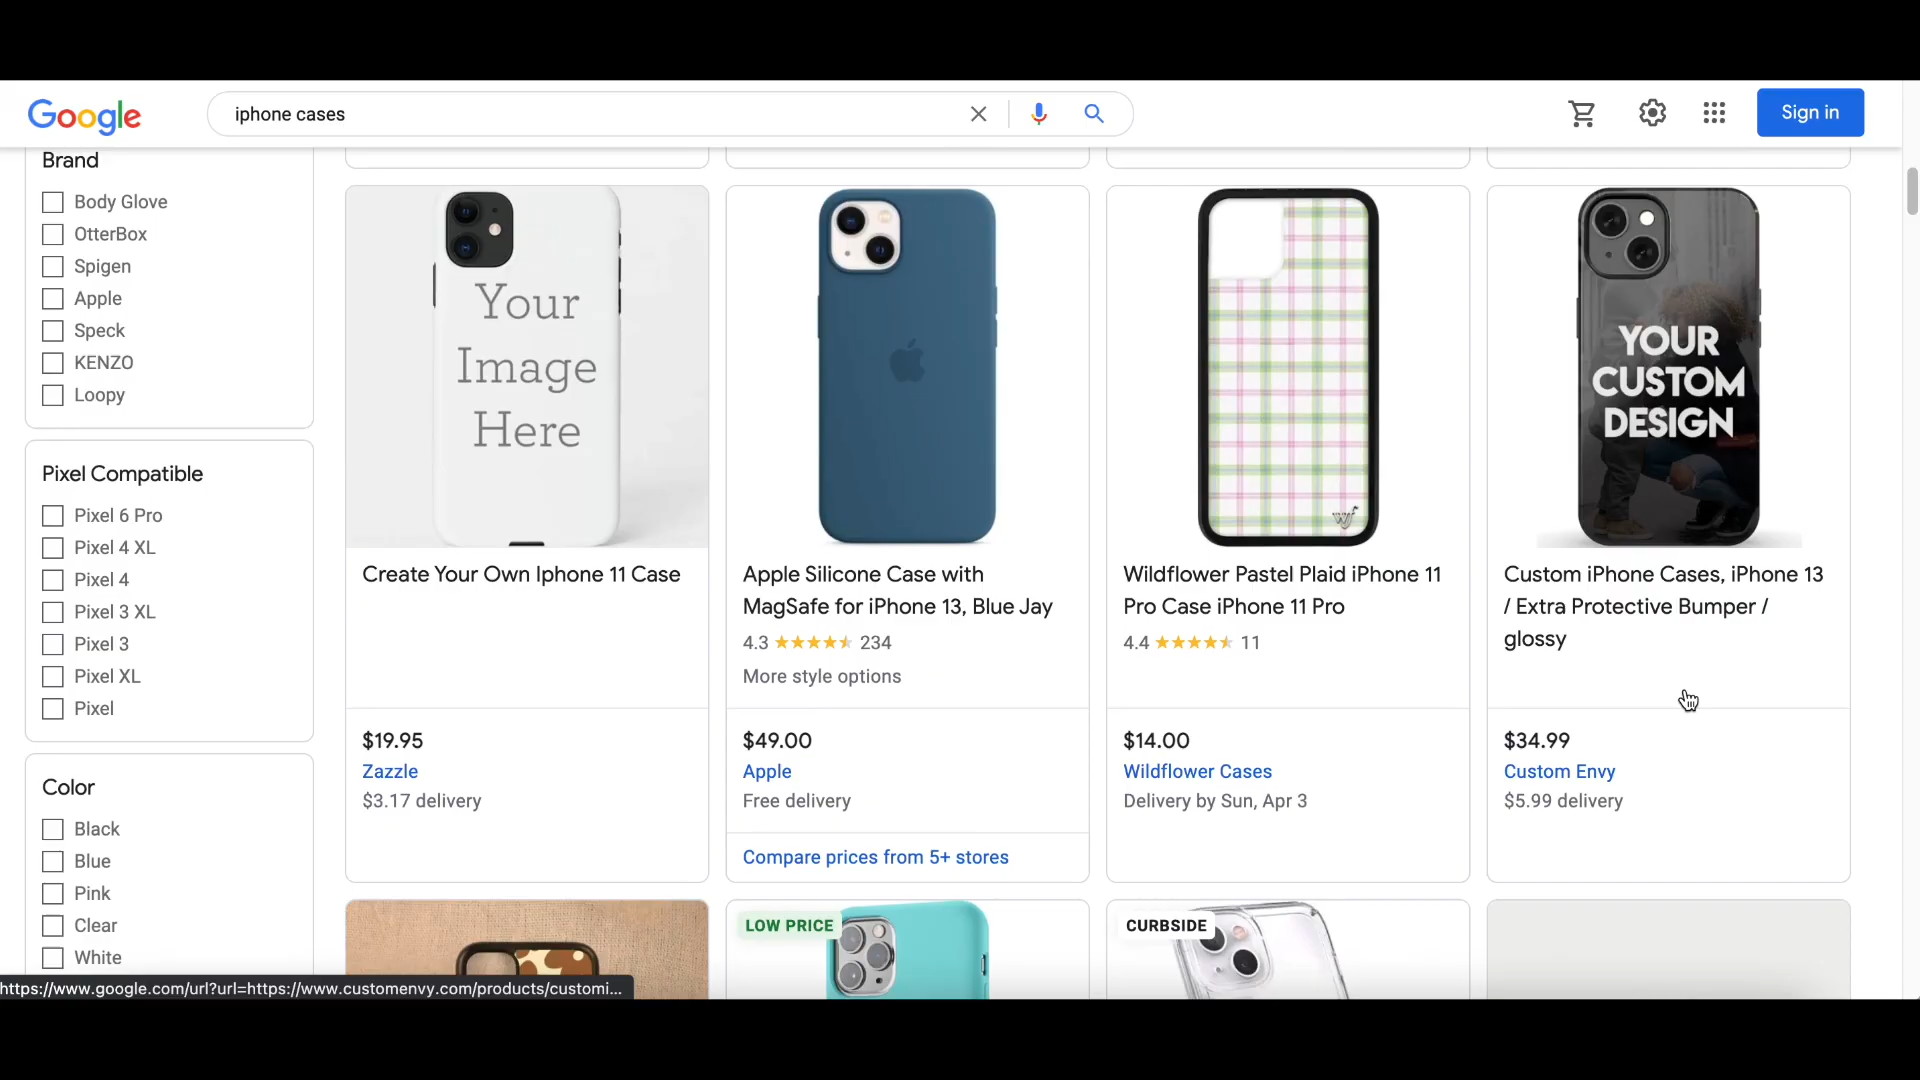 Google
iphone cases
Sign in
Brand
Body Glove
OtterBox
Spigen
Apple
Speck
KENZO
Loopy
Pixel Compatible
Pixel 6 Pro
Pixel 4 XL
Pixel 4
Pixel 3 XL
Pixel 3
Pixel XL
Pixel
Color
Black
Blue
Pink
Clear
White
Your
Image
Here
Create Your Own Iphone 11 Case
$19.95
Zazzle
$3.17 delivery
Apple Silicone Case with
MagSafe for iPhone 13, Blue Jay
4.3 234
More style options
$49.00
Apple
Free delivery
Compare prices from 5+ stores
wf
Wildflower Pastel Plaid iPhone 11
Pro Case iPhone 11 Pro
4.4 11
$14.00
Wildflower Cases
Delivery by Sun, Apr 3
YOUR
CUSTOM
DESIGN
Custom iPhone Cases, iPhone 13
/ Extra Protective Bumper /
glossy
$34.99
Custom Envy
$5.99 delivery
LOW PRICE
CURBSIDE
https://www.google.com/url?url=https://www.customenvy.com/products/customi...